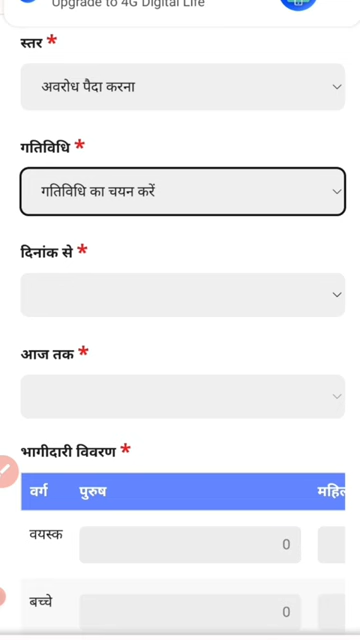 Upgrade to 4G Digital Life
स्तर *
अवरोध पैदा करना
गतिविधि *
गतिविधि का चयन करें
दिनांक से *
आज तक *
भागीदारी विवरण *
वर्ग पुरुष
वयस्क 0
बच्चे 0